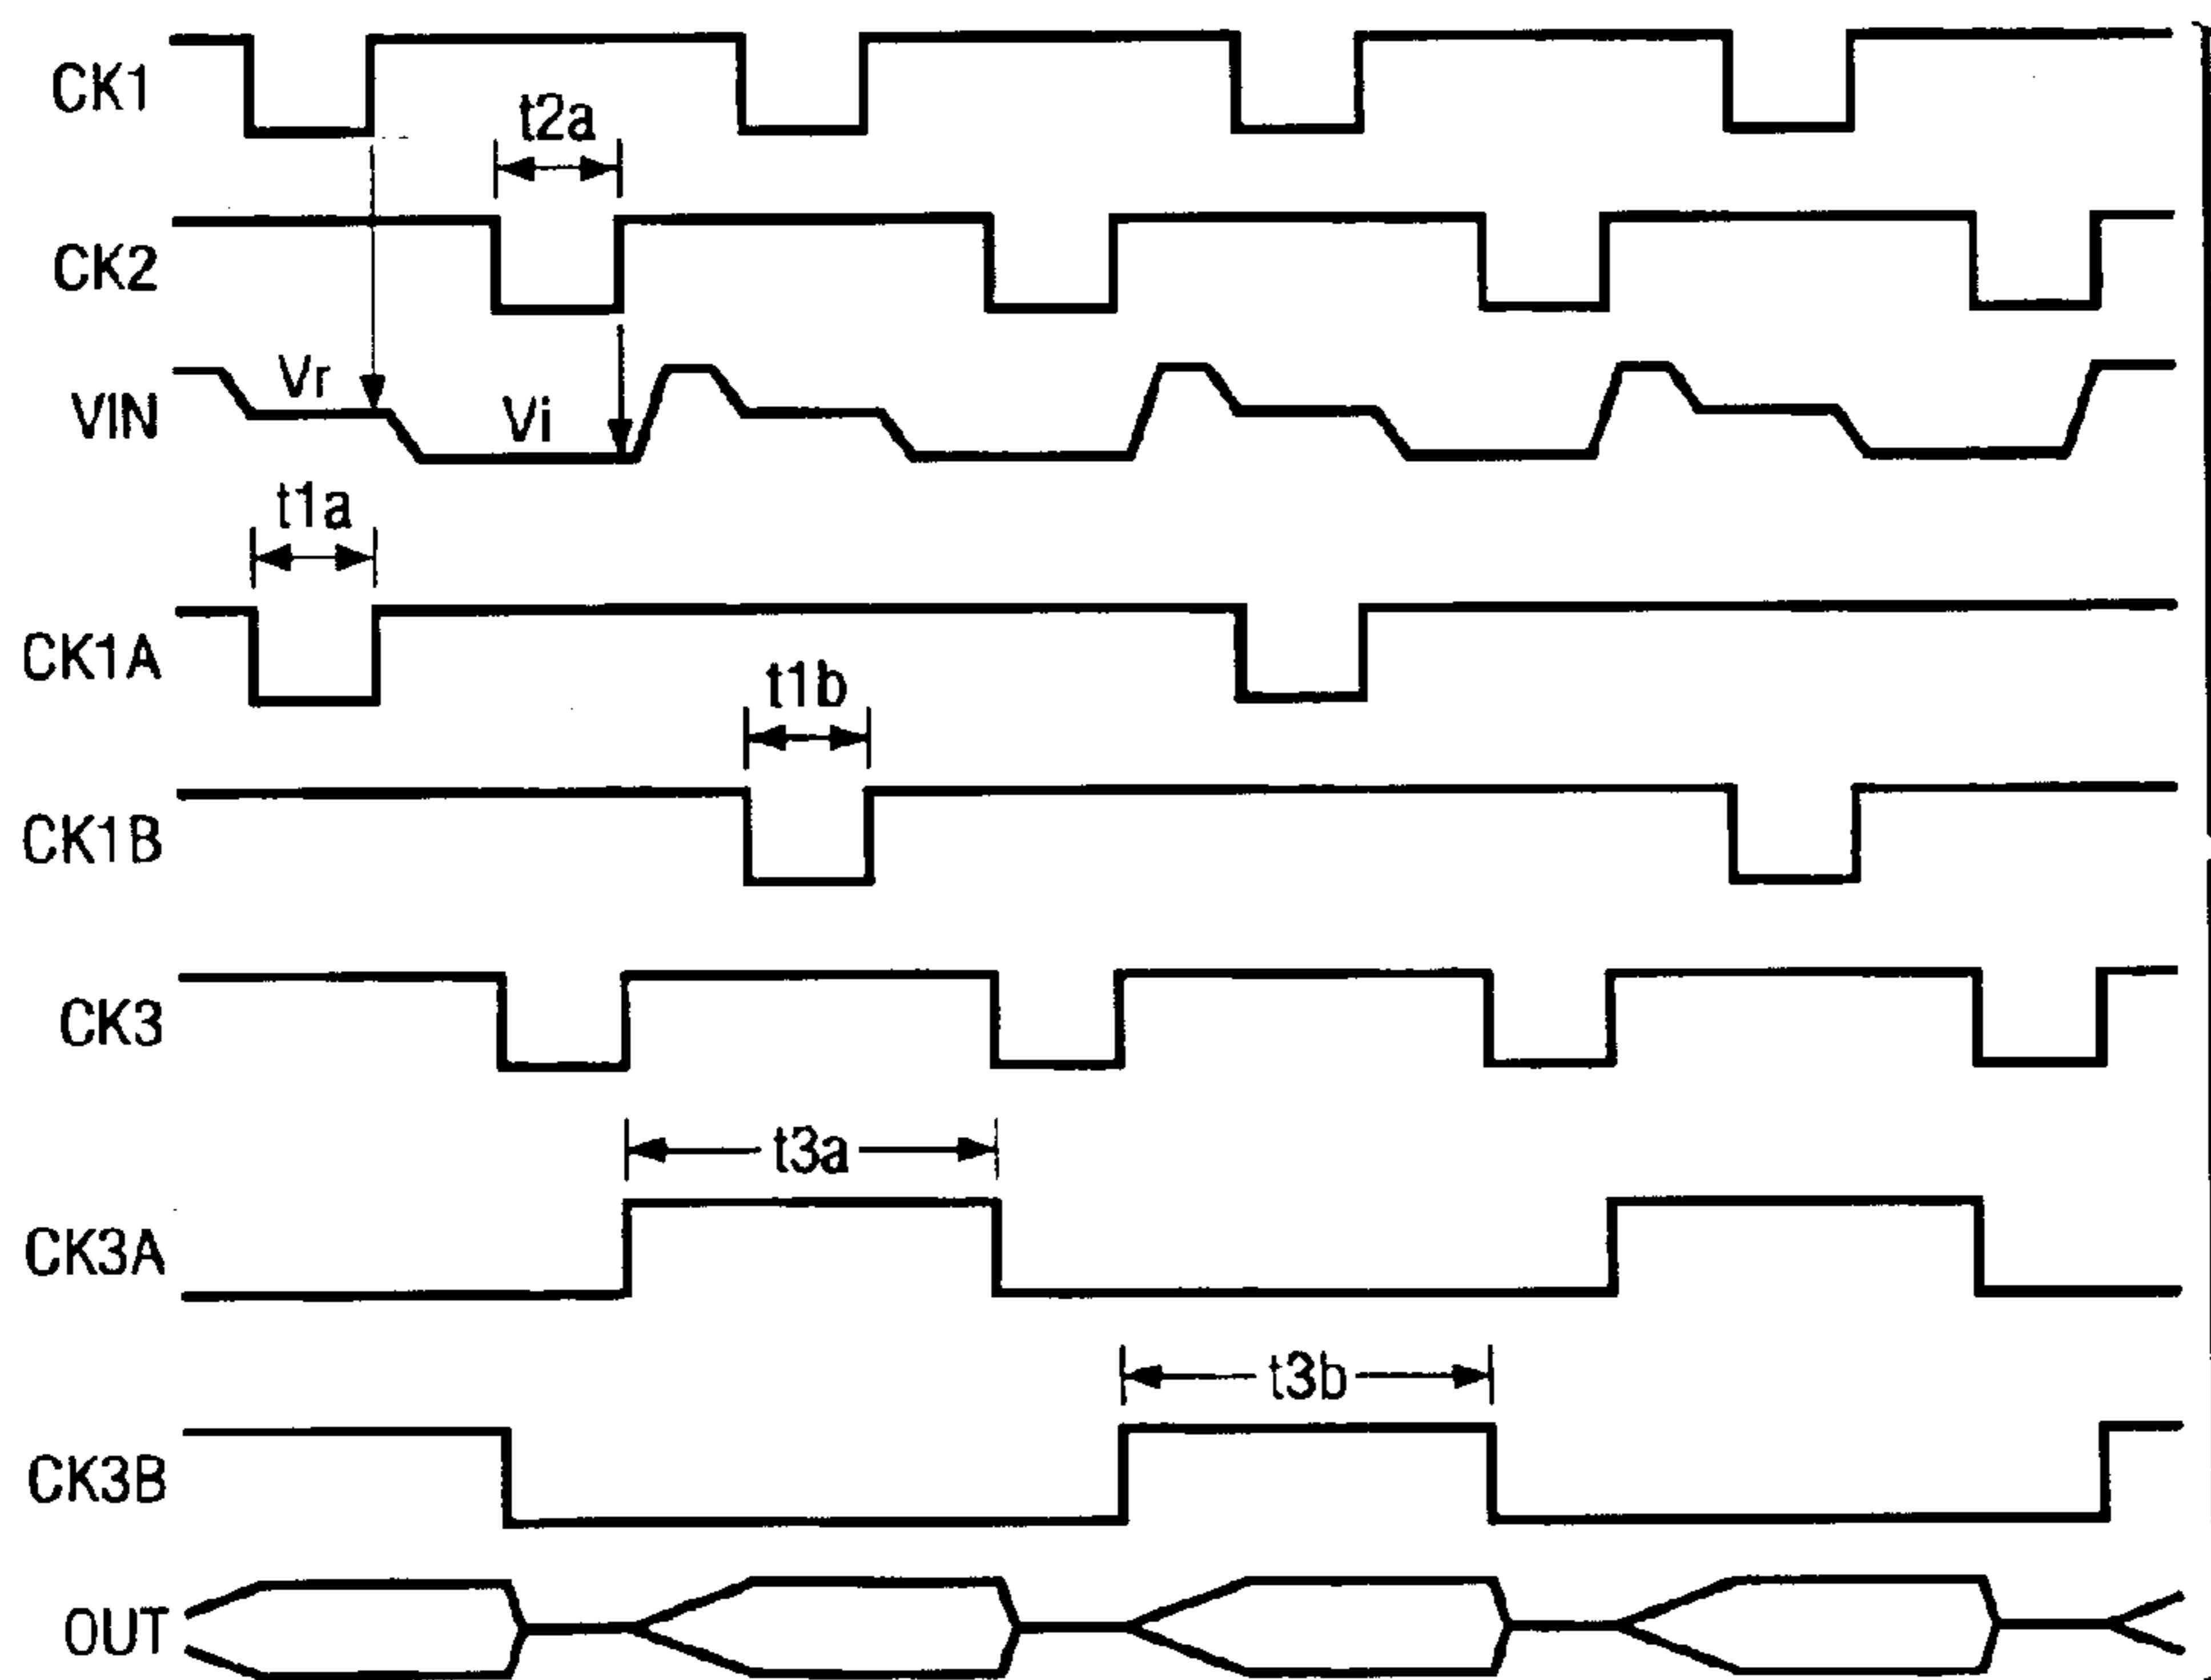 CK1
t2a
CK2
Vr
VIN
Vi
t1a
CK1A
t1b
CK1B
CK3
t3a
CK3A
t3b
CK3B
OUT